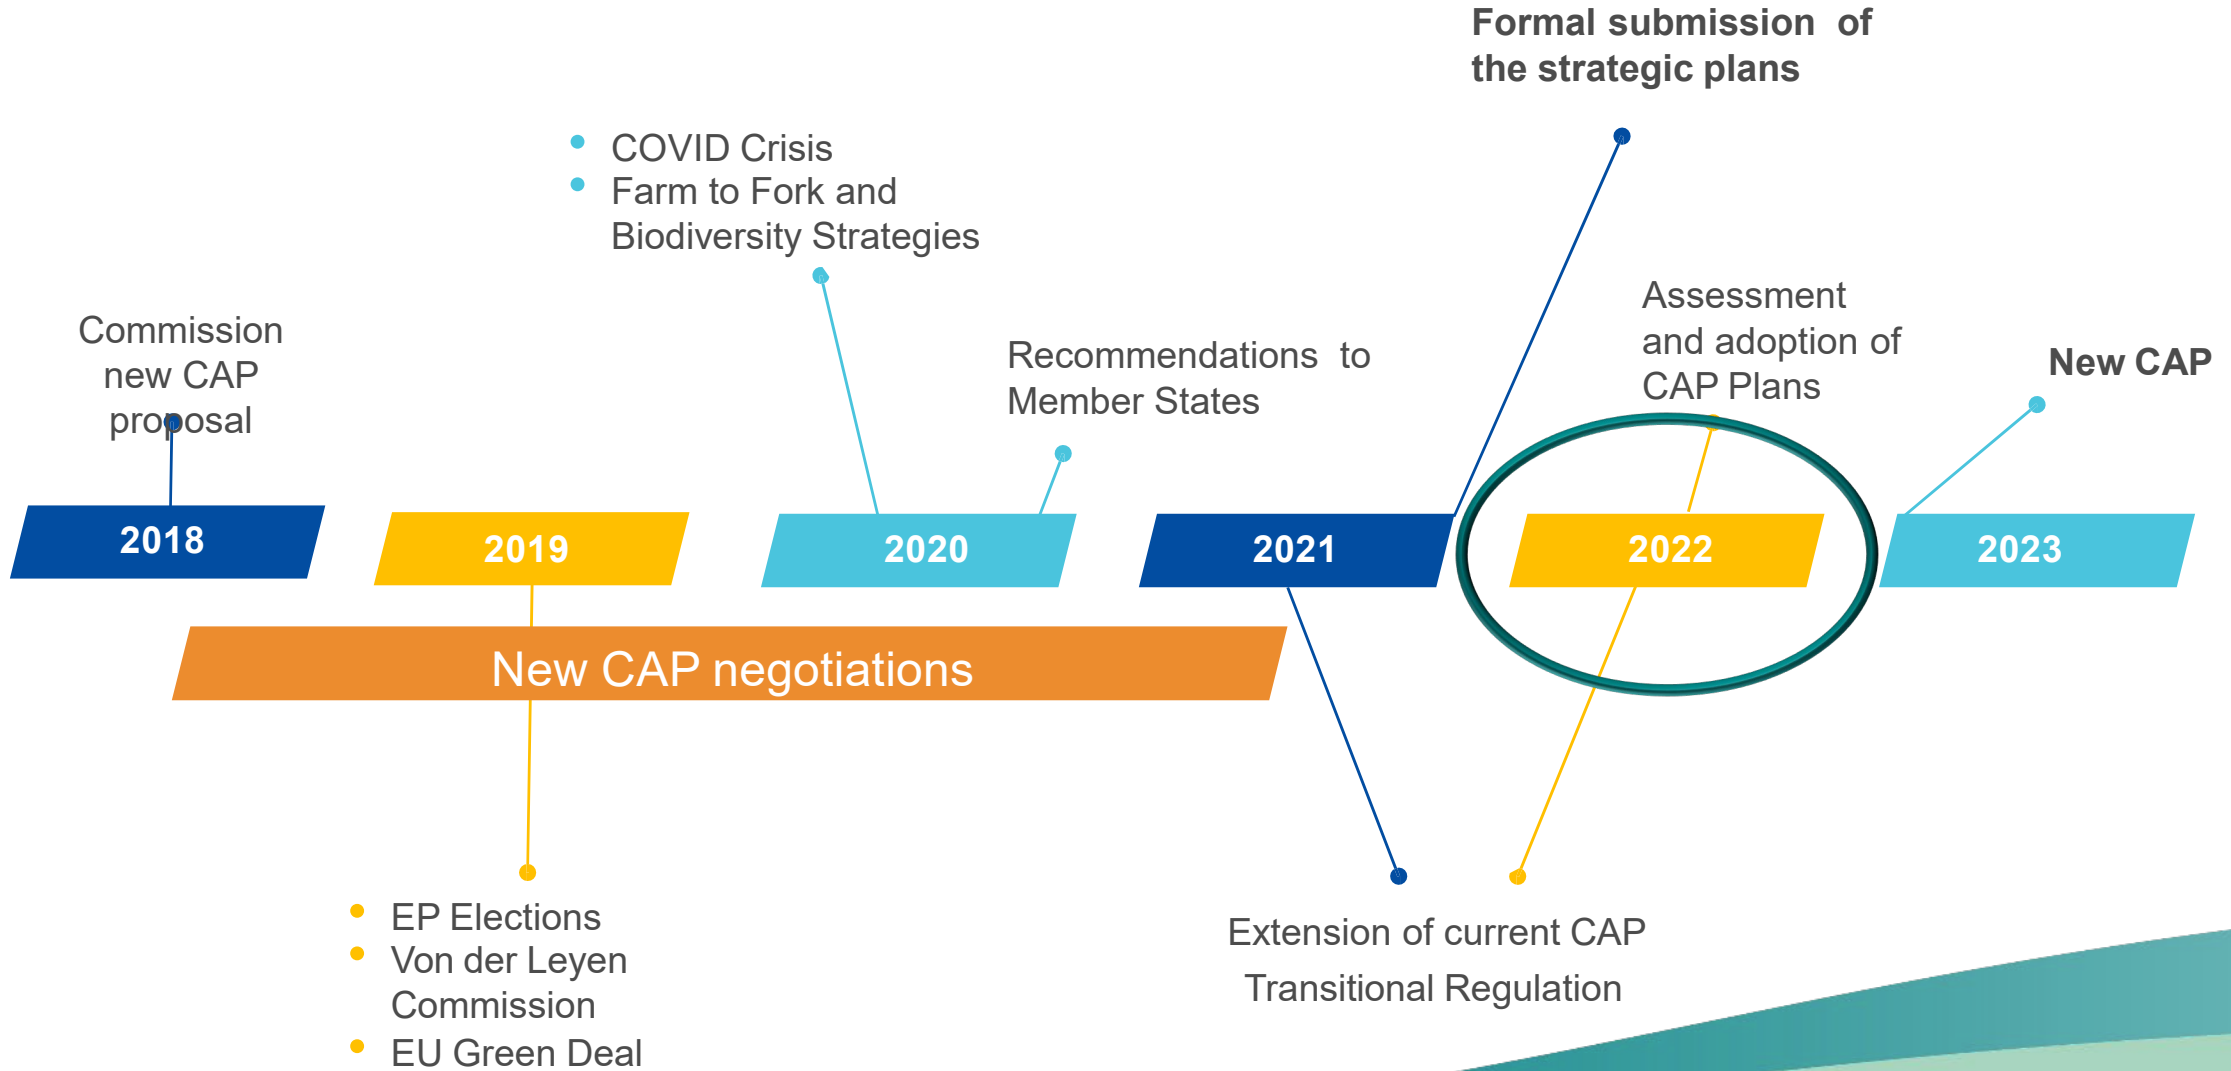 Formal submission of
the strategic plans
COVID Crisis
Farm to Fork and
Biodiversity Strategies
Commission
new CAP
proposal
Recommendations to
Member States
Assessment
and adoption of
CAP Plans
New CAP
2018
2019
2020
2021
2022
2023
New CAP negotiations
EP Elections
Von der Leyen
Commission
EU Green Deal
Extension of current CAP
Transitional Regulation